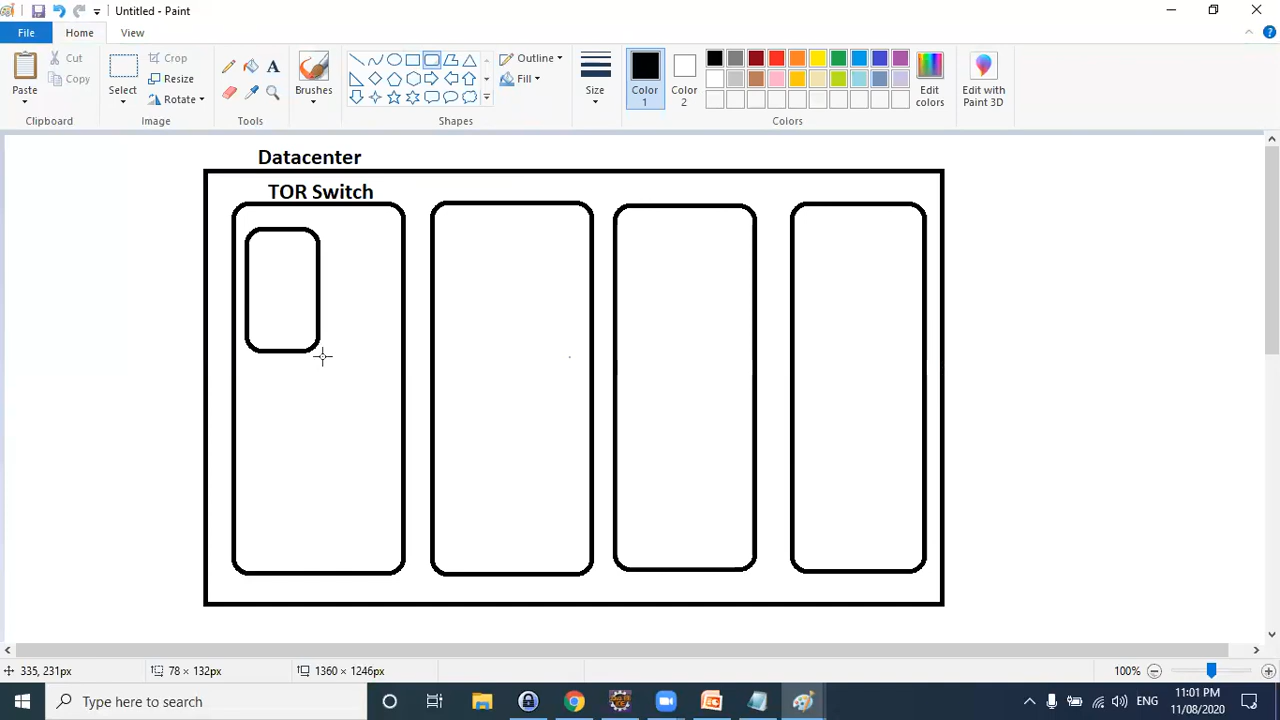 Untitled - Paint
File
Home
View
Paste
Cut
Copy
Clipboard
Select
Crop
Resize
Rotate
Image
Tools
Brushes
Shapes
Outline
Fill
Size
Color
1
Color
2
Edit
colors
Colors
Edit with
Paint 3D
Datacenter
TOR Switch
335, 231px
78 × 132px
1360 × 1246px
100%
Type here to search
ENG
11:01 PM
11/08/2020